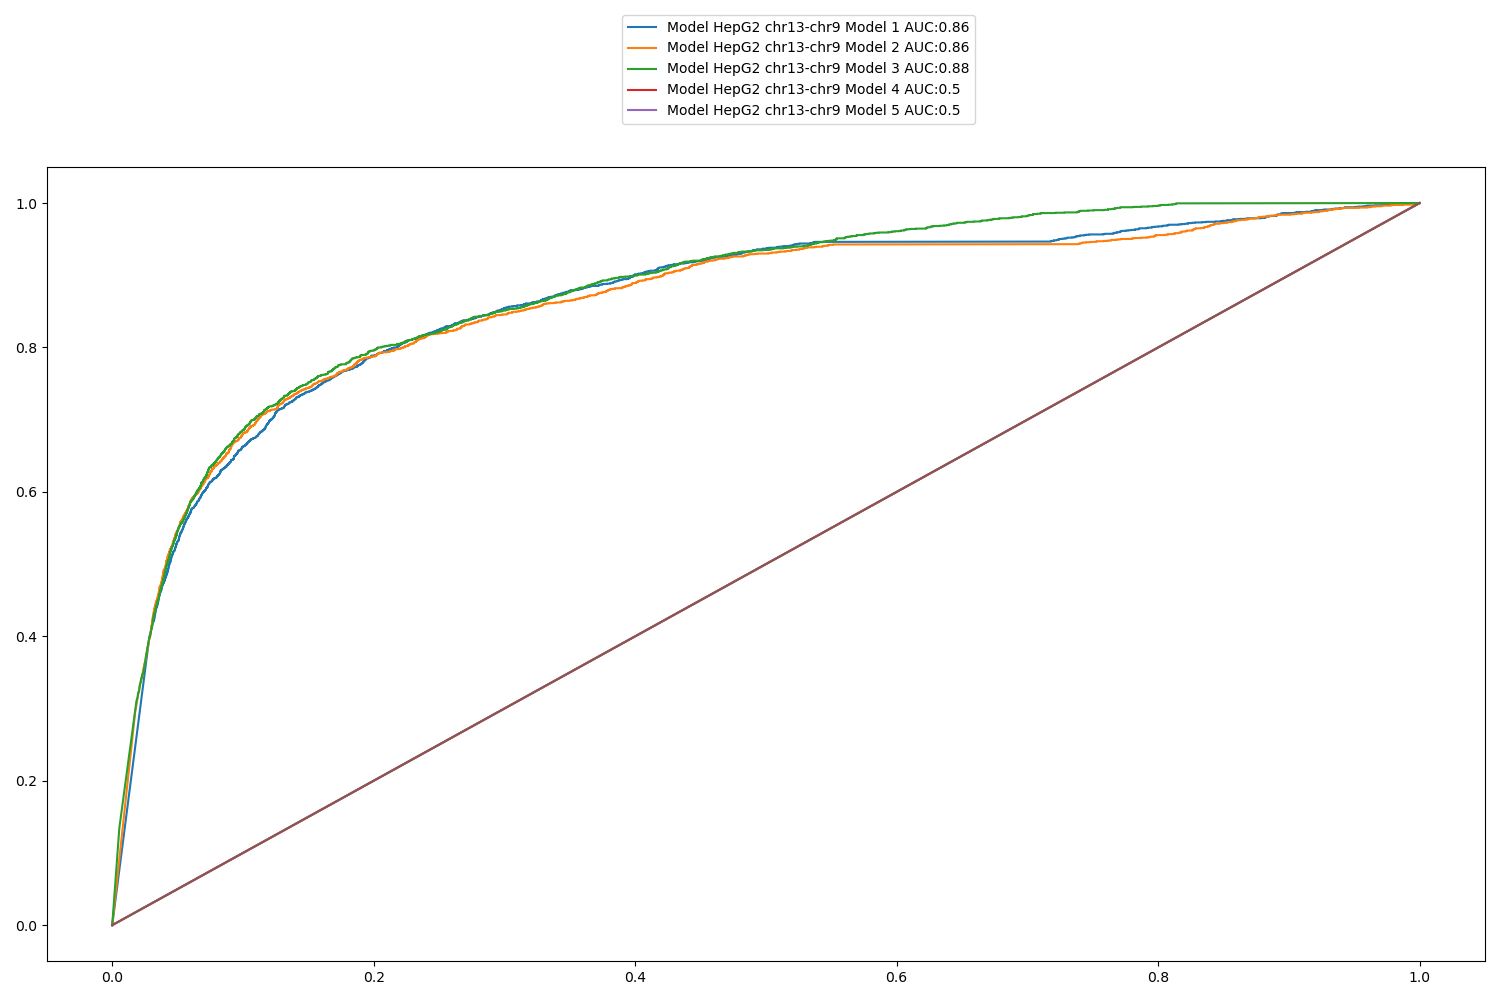 Model HepG2 chr13-chr9 Model 1 AUC:0.86
Model HepG2 chr13-chr9 Model 2 AUC:0.86
Model HepG2 chr13-chr9 Model 3 AUC:0.88
Model HepG2 chr13-chr9 Model 4 AUC:0.5
Model HepG2 chr13-chr9 Model 5 AUC:0.5
1.0
0.8
0.6
0.4
0.2
0.0
0.0 0.2 0.4 0.6 0.8 1.0